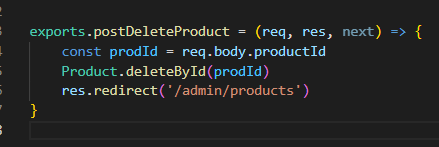 exports.postDeleteProduct = (req, res, next) => {
    const prodId = req.body.productId
    Product.deleteById(prodId)
    res.redirect('/admin/products')
}